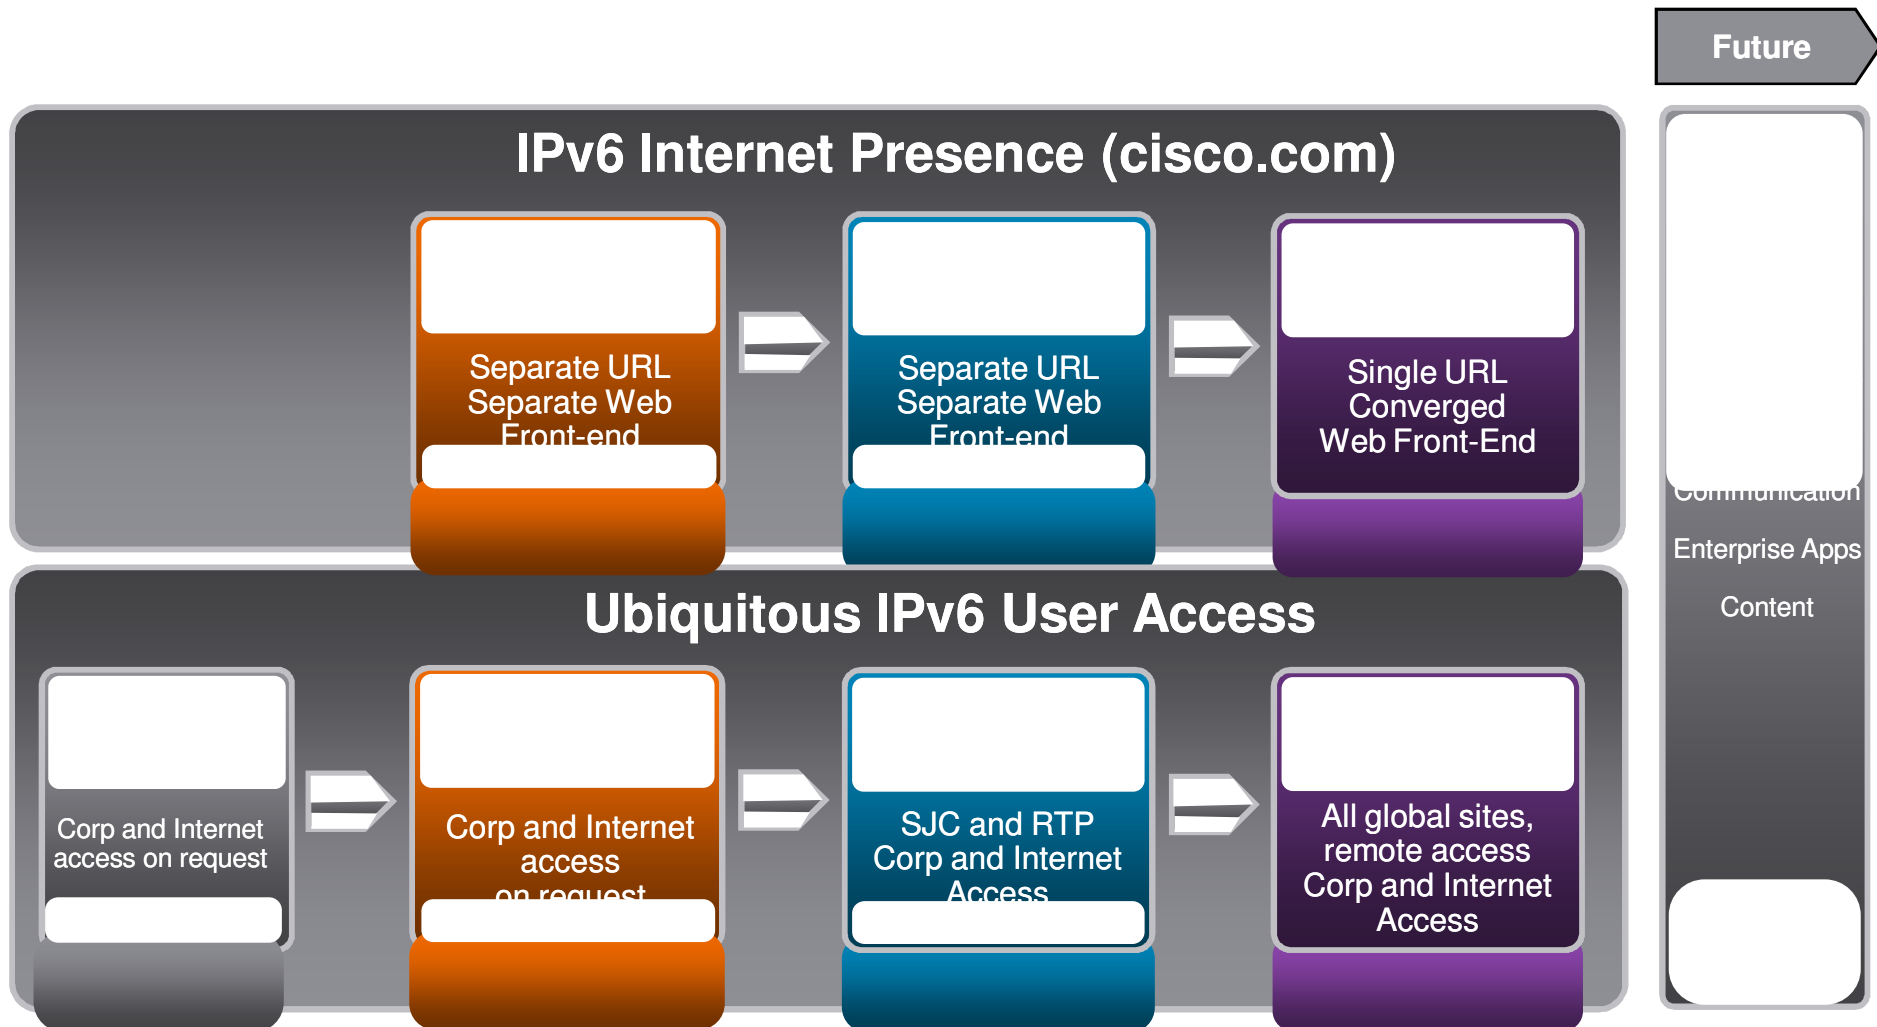 Future
IPv6 Internet Presence (cisco.com)
Separate URL
Separate Web
Front-end
Separate URL
Separate Web
Front-end
Single URL
Converged
Web Front-End
Communication
Enterprise Apps
Content
Ubiquitous IPv6 User Access
Corp and Internet
access on request
Corp and Internet
access
on request
SJC and RTP
Corp and Internet
Access
All global sites,
remote access
Corp and Internet
Access